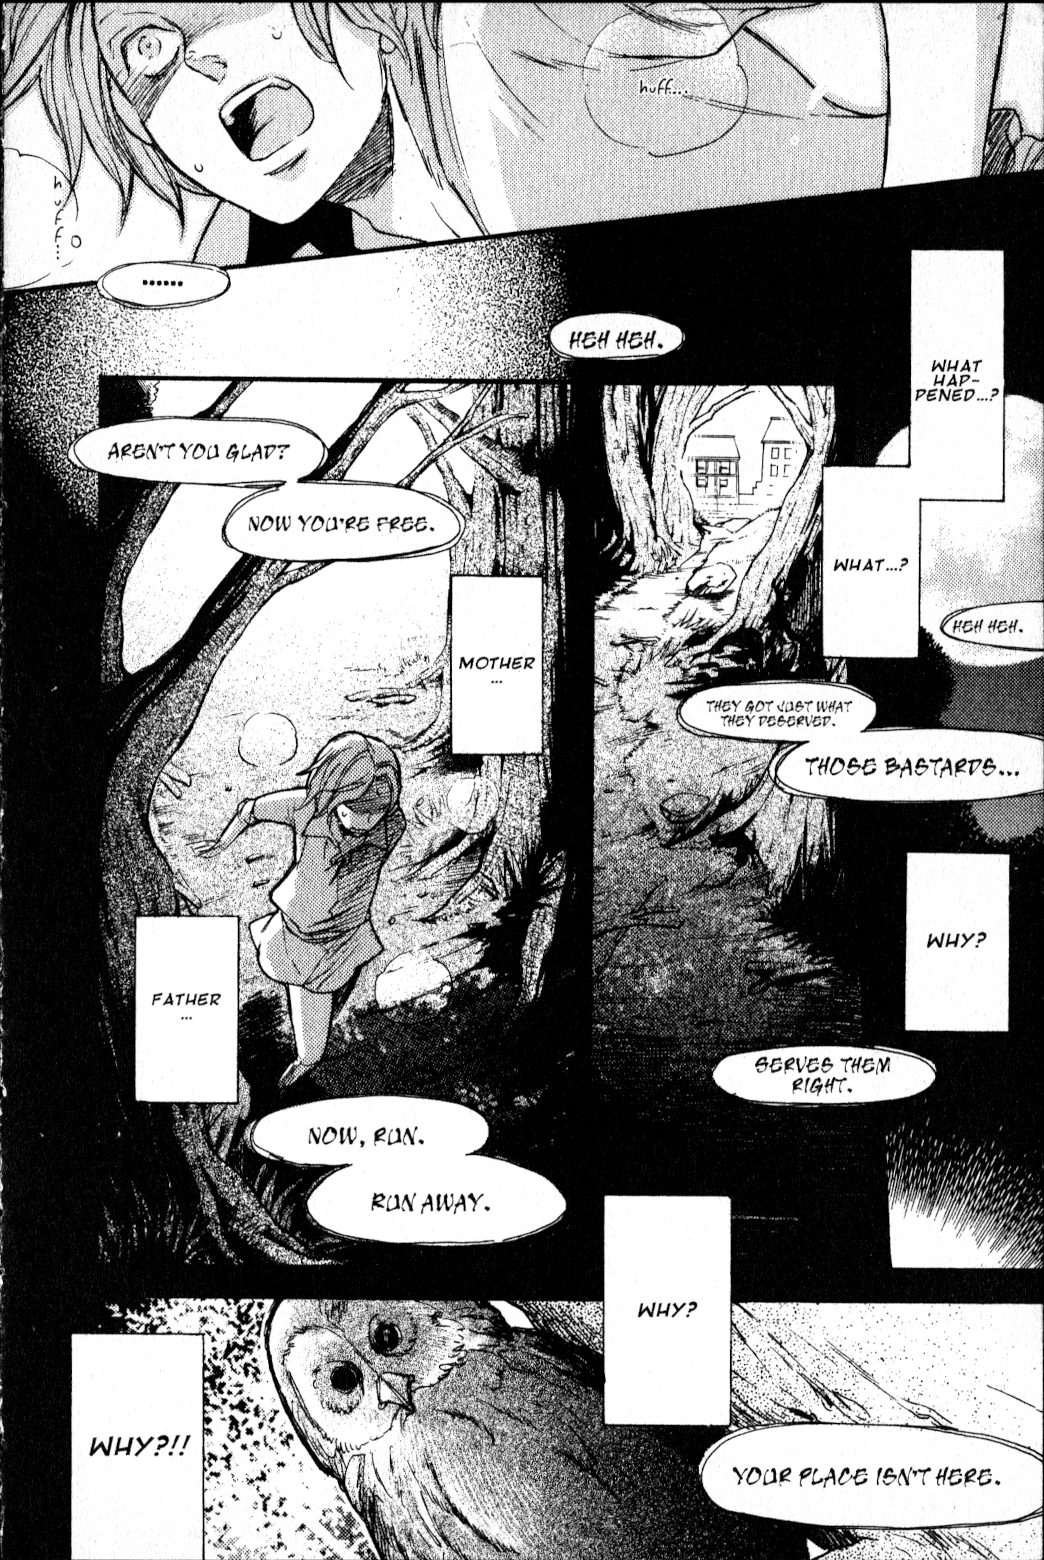 huff...
huff...
......
WHAT
HAP-
PENED...?
HEH HEH.
WHAT...?
HEH HEH.
THEY GOT JUST WHAT
THEY DESERVED.
THOSE BASTARDS...
WHY?
SERVES THEM
RIGHT.
AREN'T YOU GLAD?
NOW YOU'RE FREE.
MOTHER
...
FATHER
...
NOW, RUN.
RUN AWAY.
WHY?
YOUR PLACE ISN'T HERE.
WHY?!!